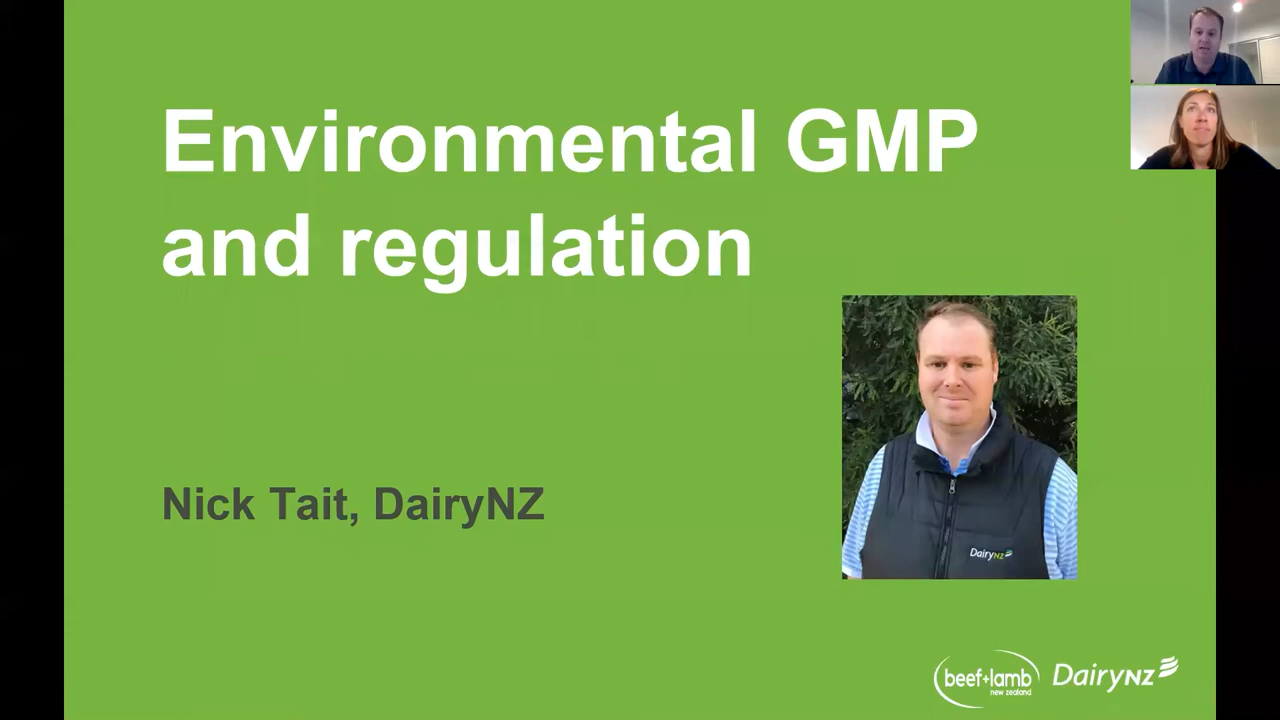 Environmental GMP
and regulation
Nick Tait, DairyNZ
DairyNZ
beef+lamb
new zealand
DairyNZ